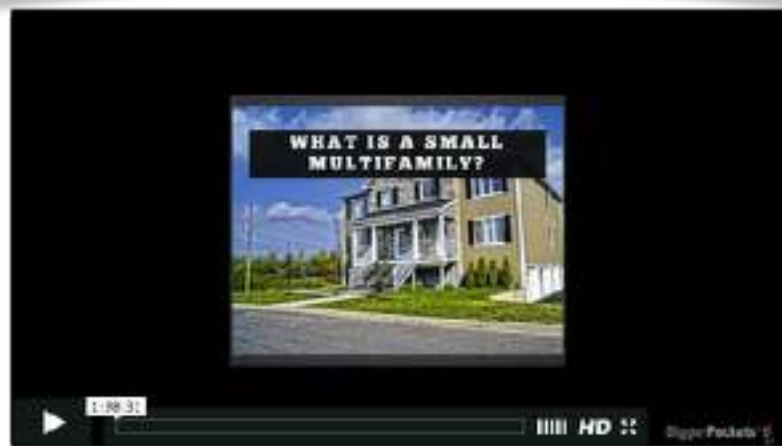 WHAT IS A SMALL
MULTIFAMILY?
1:38:31
HD
BiggerPockets